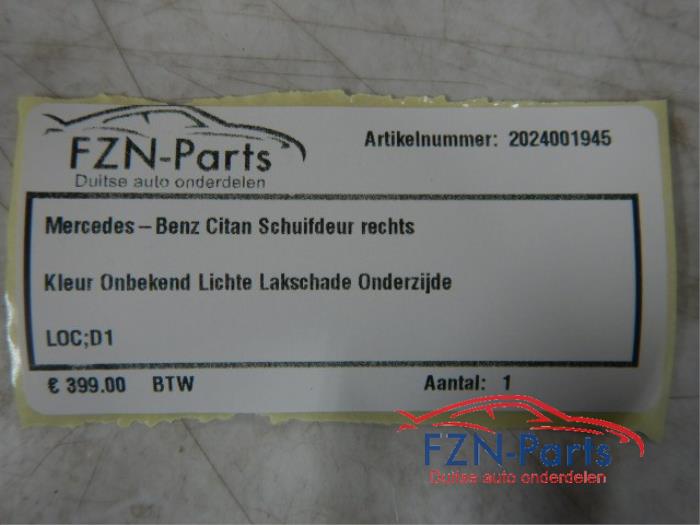 FZN-Parts
Duitse auto onderdelen
Artikelnummer: 2024001945
Mercedes – Benz Citan Schuifdeur rechts
Kleur Onbekend Lichte Lakschade Onderzijde
LOC;D1
€ 399.00 BTW Aantal: 1
FZN-Parts
Duitse auto onderdelen